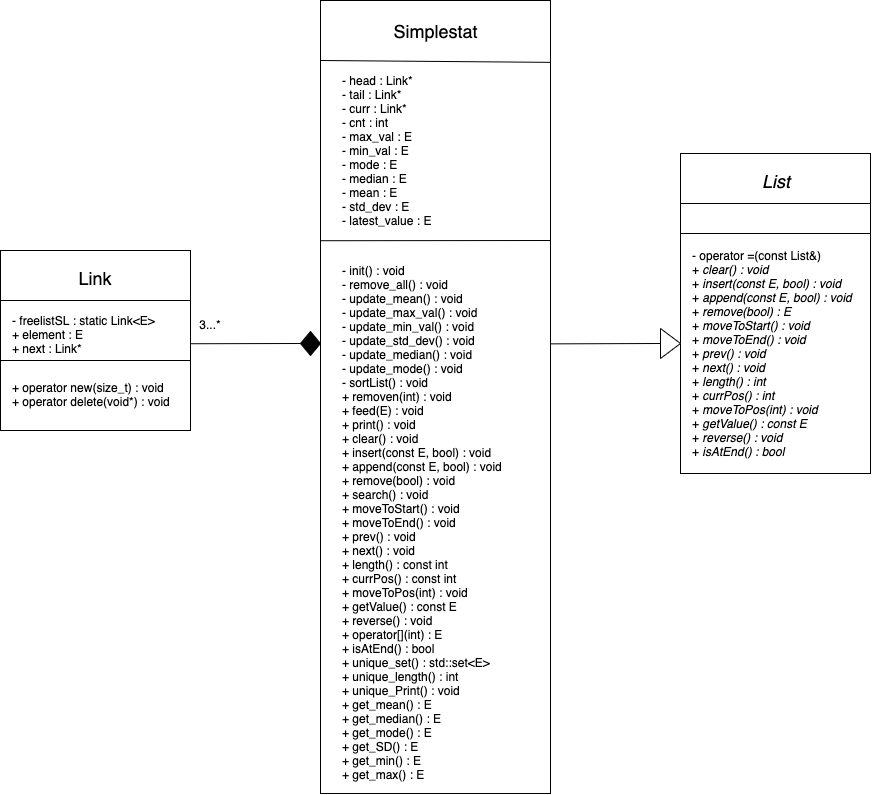 Simplestat
- head : Link*
- tail : Link*
- curr : Link*
- cnt : int
- max_val : E
- min_val : E
- mode : E
- median : E
- mean : E
- std_dev : E
- latest_value : E
- init() : void
- remove_all() : void
- update_mean() : void
- update_max_val() : void
- update_min_val() : void
- update_std_dev() : void
- update_median() : void
- update_mode() : void
- sortList() : void
+ removen(int) : void
+ feed(E) : void
+ print() : void
+ clear() : void
+ insert(const E, bool) : void
+ append(const E, bool) : void
+ remove(bool) : void
+ search() : void
+ moveToStart() : void
+ moveToEnd() : void
+ prev() : void
+ next() : void
+ length() : const int
+ currPos() : const int
+ moveToPos(int) : void
+ getValue() : const E
+ reverse() : void
+ operator[](int) : E
+ isAtEnd() : bool
+ unique_set() : std::set<E>
+ unique_length() : int
+ unique_Print() : void
+ get_mean() : E
+ get_median() : E
+ get_mode() : E
+ get_SD() : E
+ get_min() : E
+ get_max() : E
Link
- freelistSL : static Link<E>
+ element : E
+ next : Link*
+ operator new(size_t) : void
+ operator delete(void*) : void
3...*
List
- operator =(const List&)
+ clear() : void
+ insert(const E, bool) : void
+ append(const E, bool) : void
+ remove(bool) : E
+ moveToStart() : void
+ moveToEnd() : void
+ prev() : void
+ next() : void
+ length() : int
+ currPos() : int
+ moveToPos(int) : void
+ getValue() : const E
+ reverse() : void
+ isAtEnd() : bool